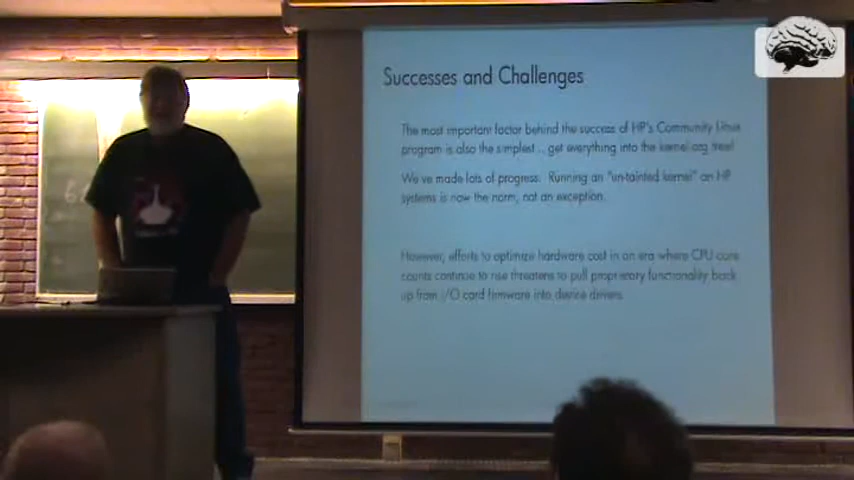 Successes and Challenges
The most important factor behind the success of HP's Community Linux
program is also the simplest... get everything into the kernel.org tree!
We've made lots of progress. Running an "un-tainted kernel" on HP
systems is now the norm, not an exception.
However, efforts to optimize hardware cost in an era where CPU core
counts continue to rise threatens to pull proprietary functionality back
up from I/O card firmware into device drivers.